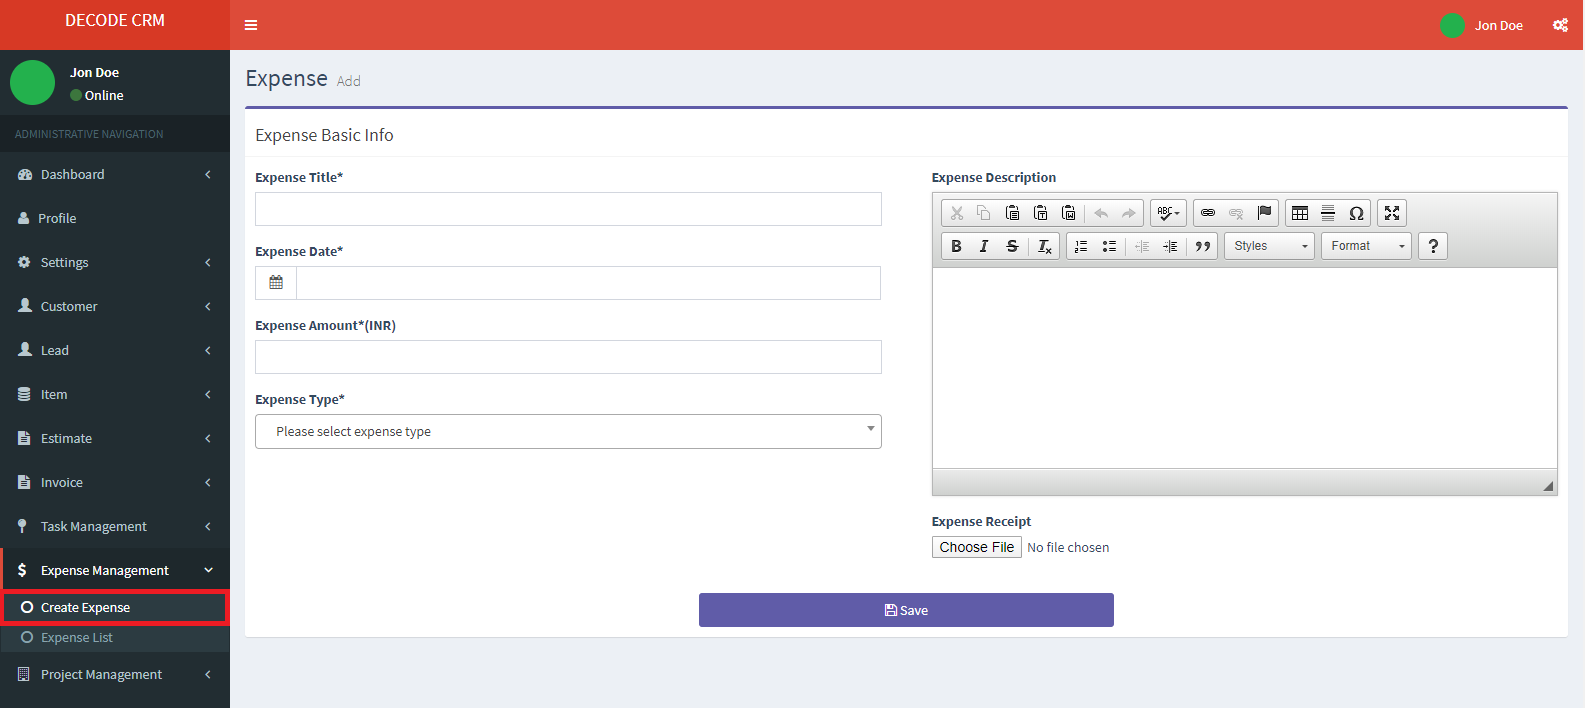 DECODE CRM
Jon Doe
Jon Doe
Online
ADMINISTRATIVE NAVIGATION
Dashboard
Profile
Settings
Customer
Lead
Item
Estimate
Invoice
Task Management
Expense Management
Create Expense
Expense List
Project Management
Expense Add
Expense Basic Info
Expense Title*
Expense Date*
Expense Amount*(INR)
Expense Type*
Please select expense type
Expense Description
ABC
Ω
B I S Tx
Styles
Format
?
Expense Receipt
Choose File No file chosen
Save